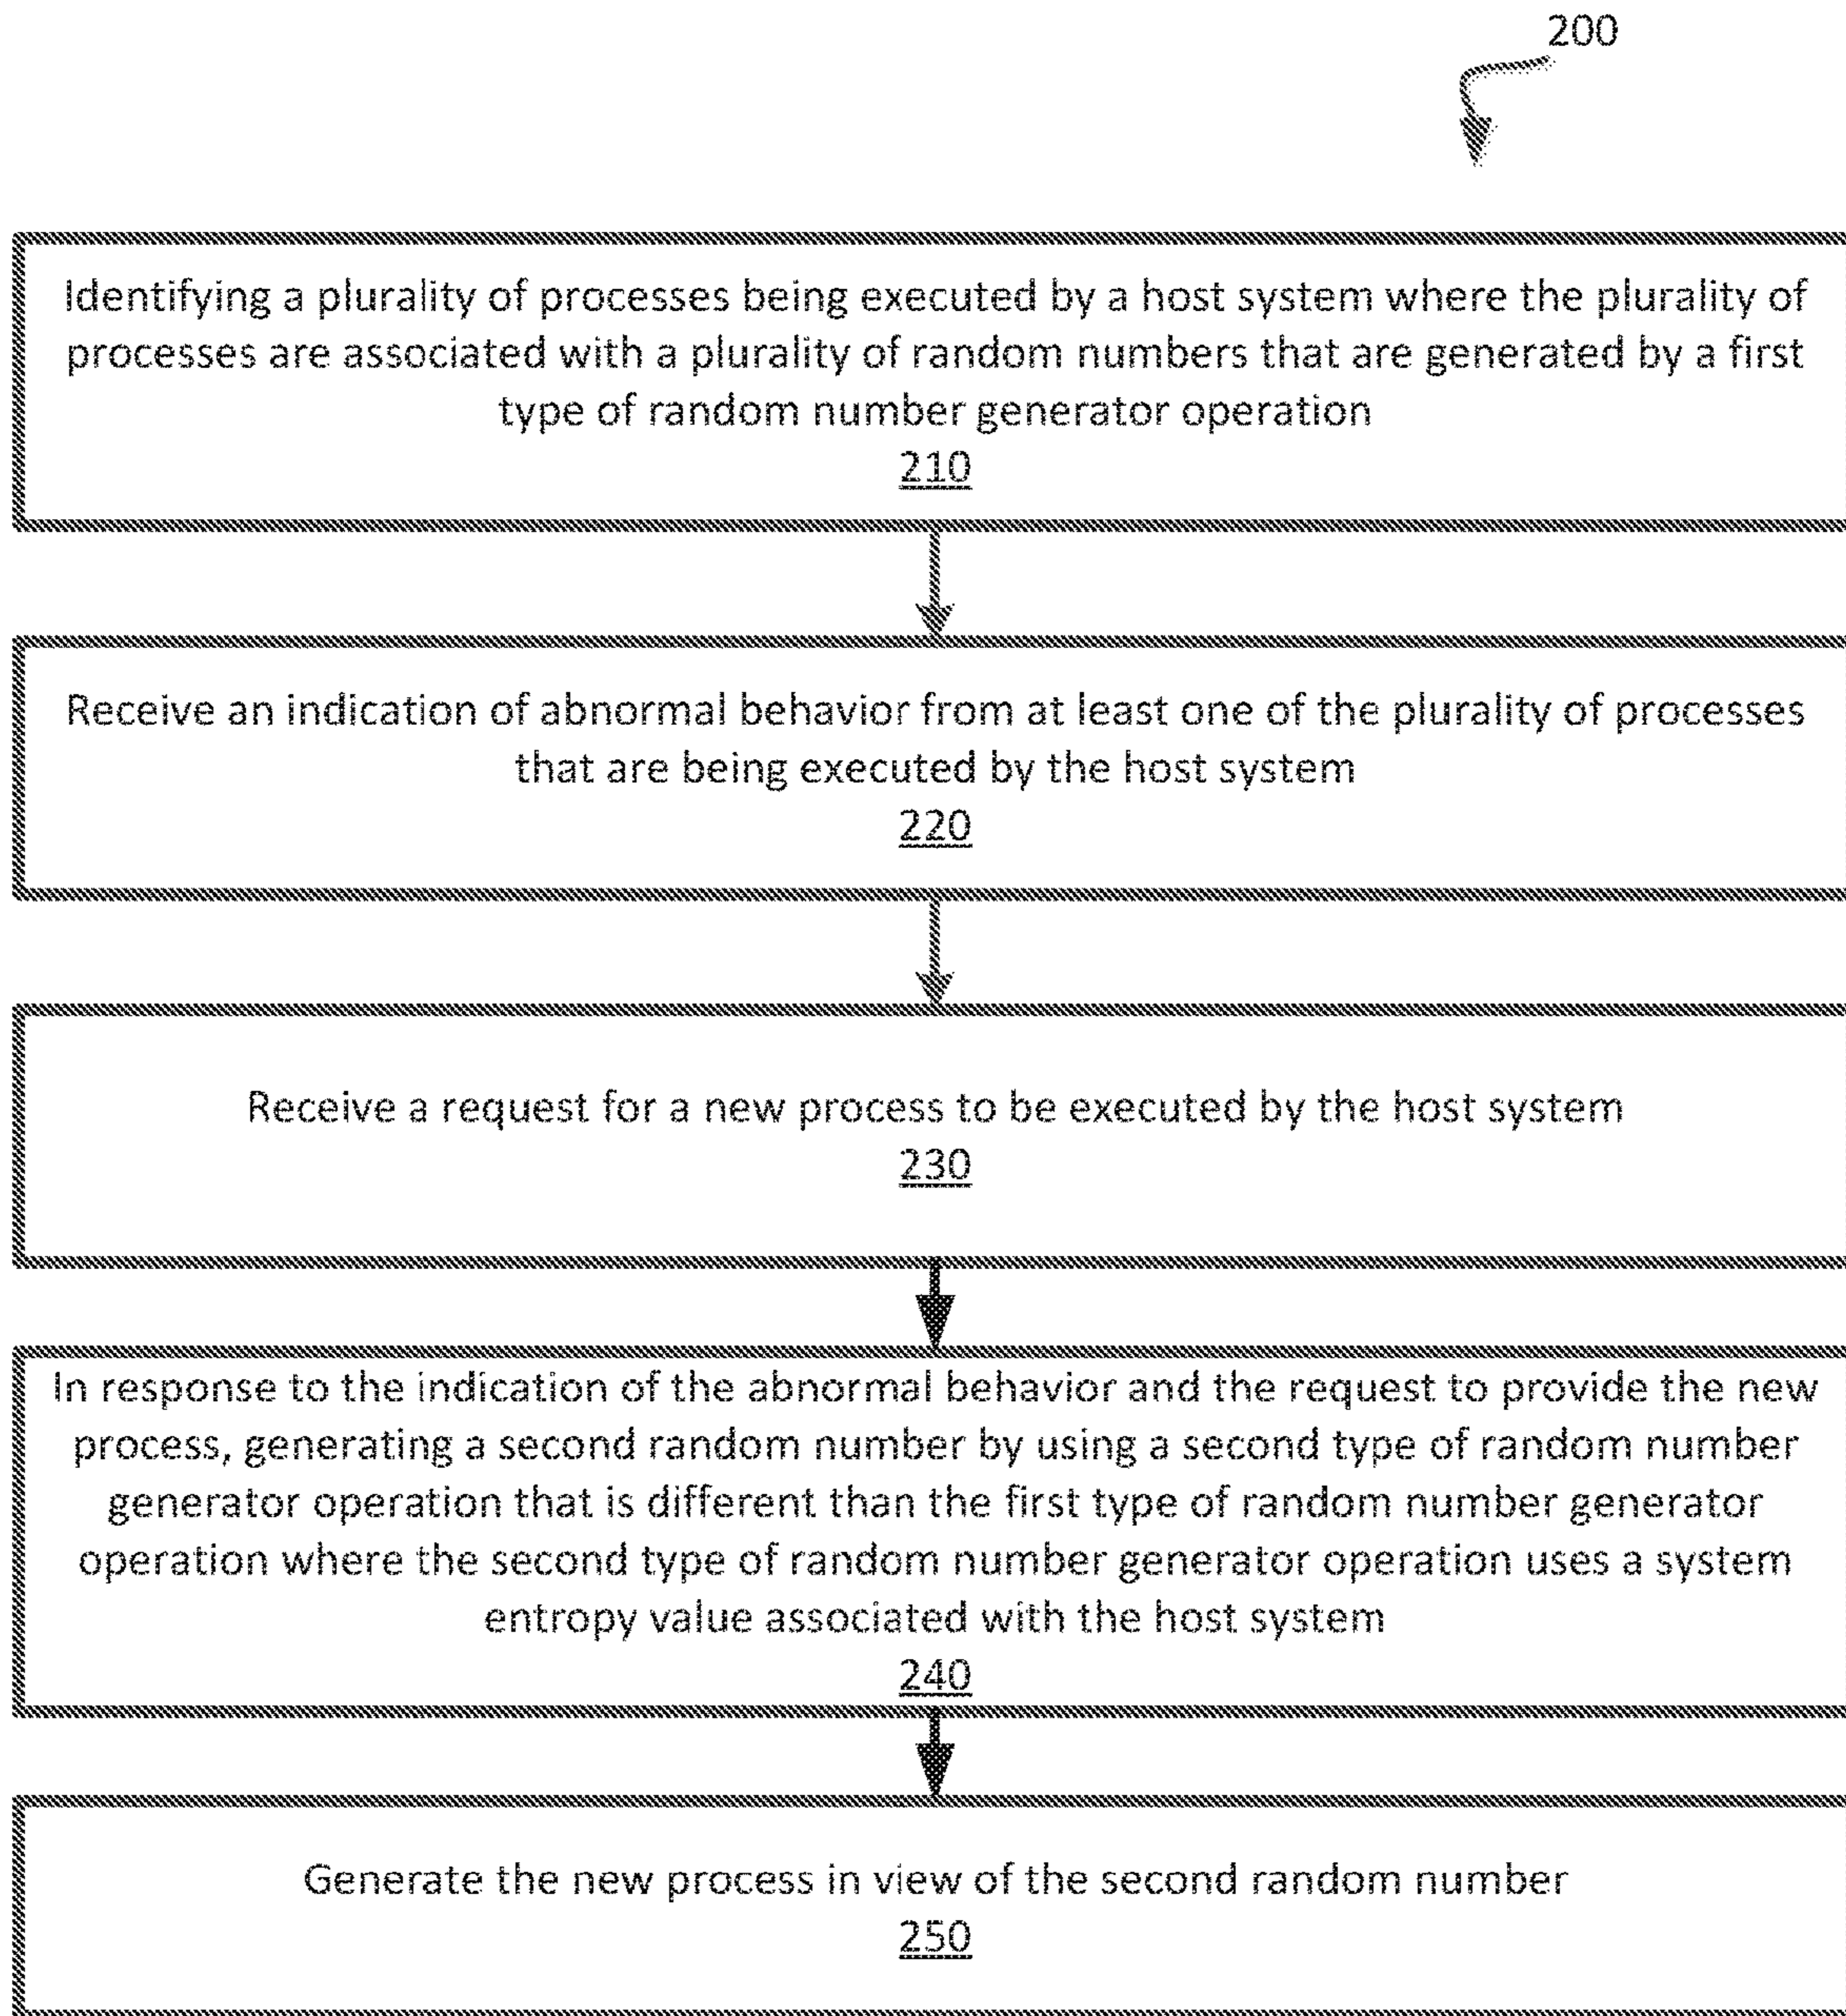 200
Identifying a plurality of processes being executed by a host system where the plurality of
processes are associated with a plurality of random numbers that are generated by a first
type of random number generator operation
210
Receive an indication of abnormal behavior from at least one of the plurality of processes
that are being executed by the host system
220
Receive a request for a new process to be executed by the host system
230
In response to the indication of the abnormal behavior and the request to provide the new
process, generating a second random number by using a second type of random number
generator operation that is different than the first type of random number generator
operation where the second type of random number generator operation uses a system
entropy value associated with the host system
240
Generate the new process in view of the second random number
250